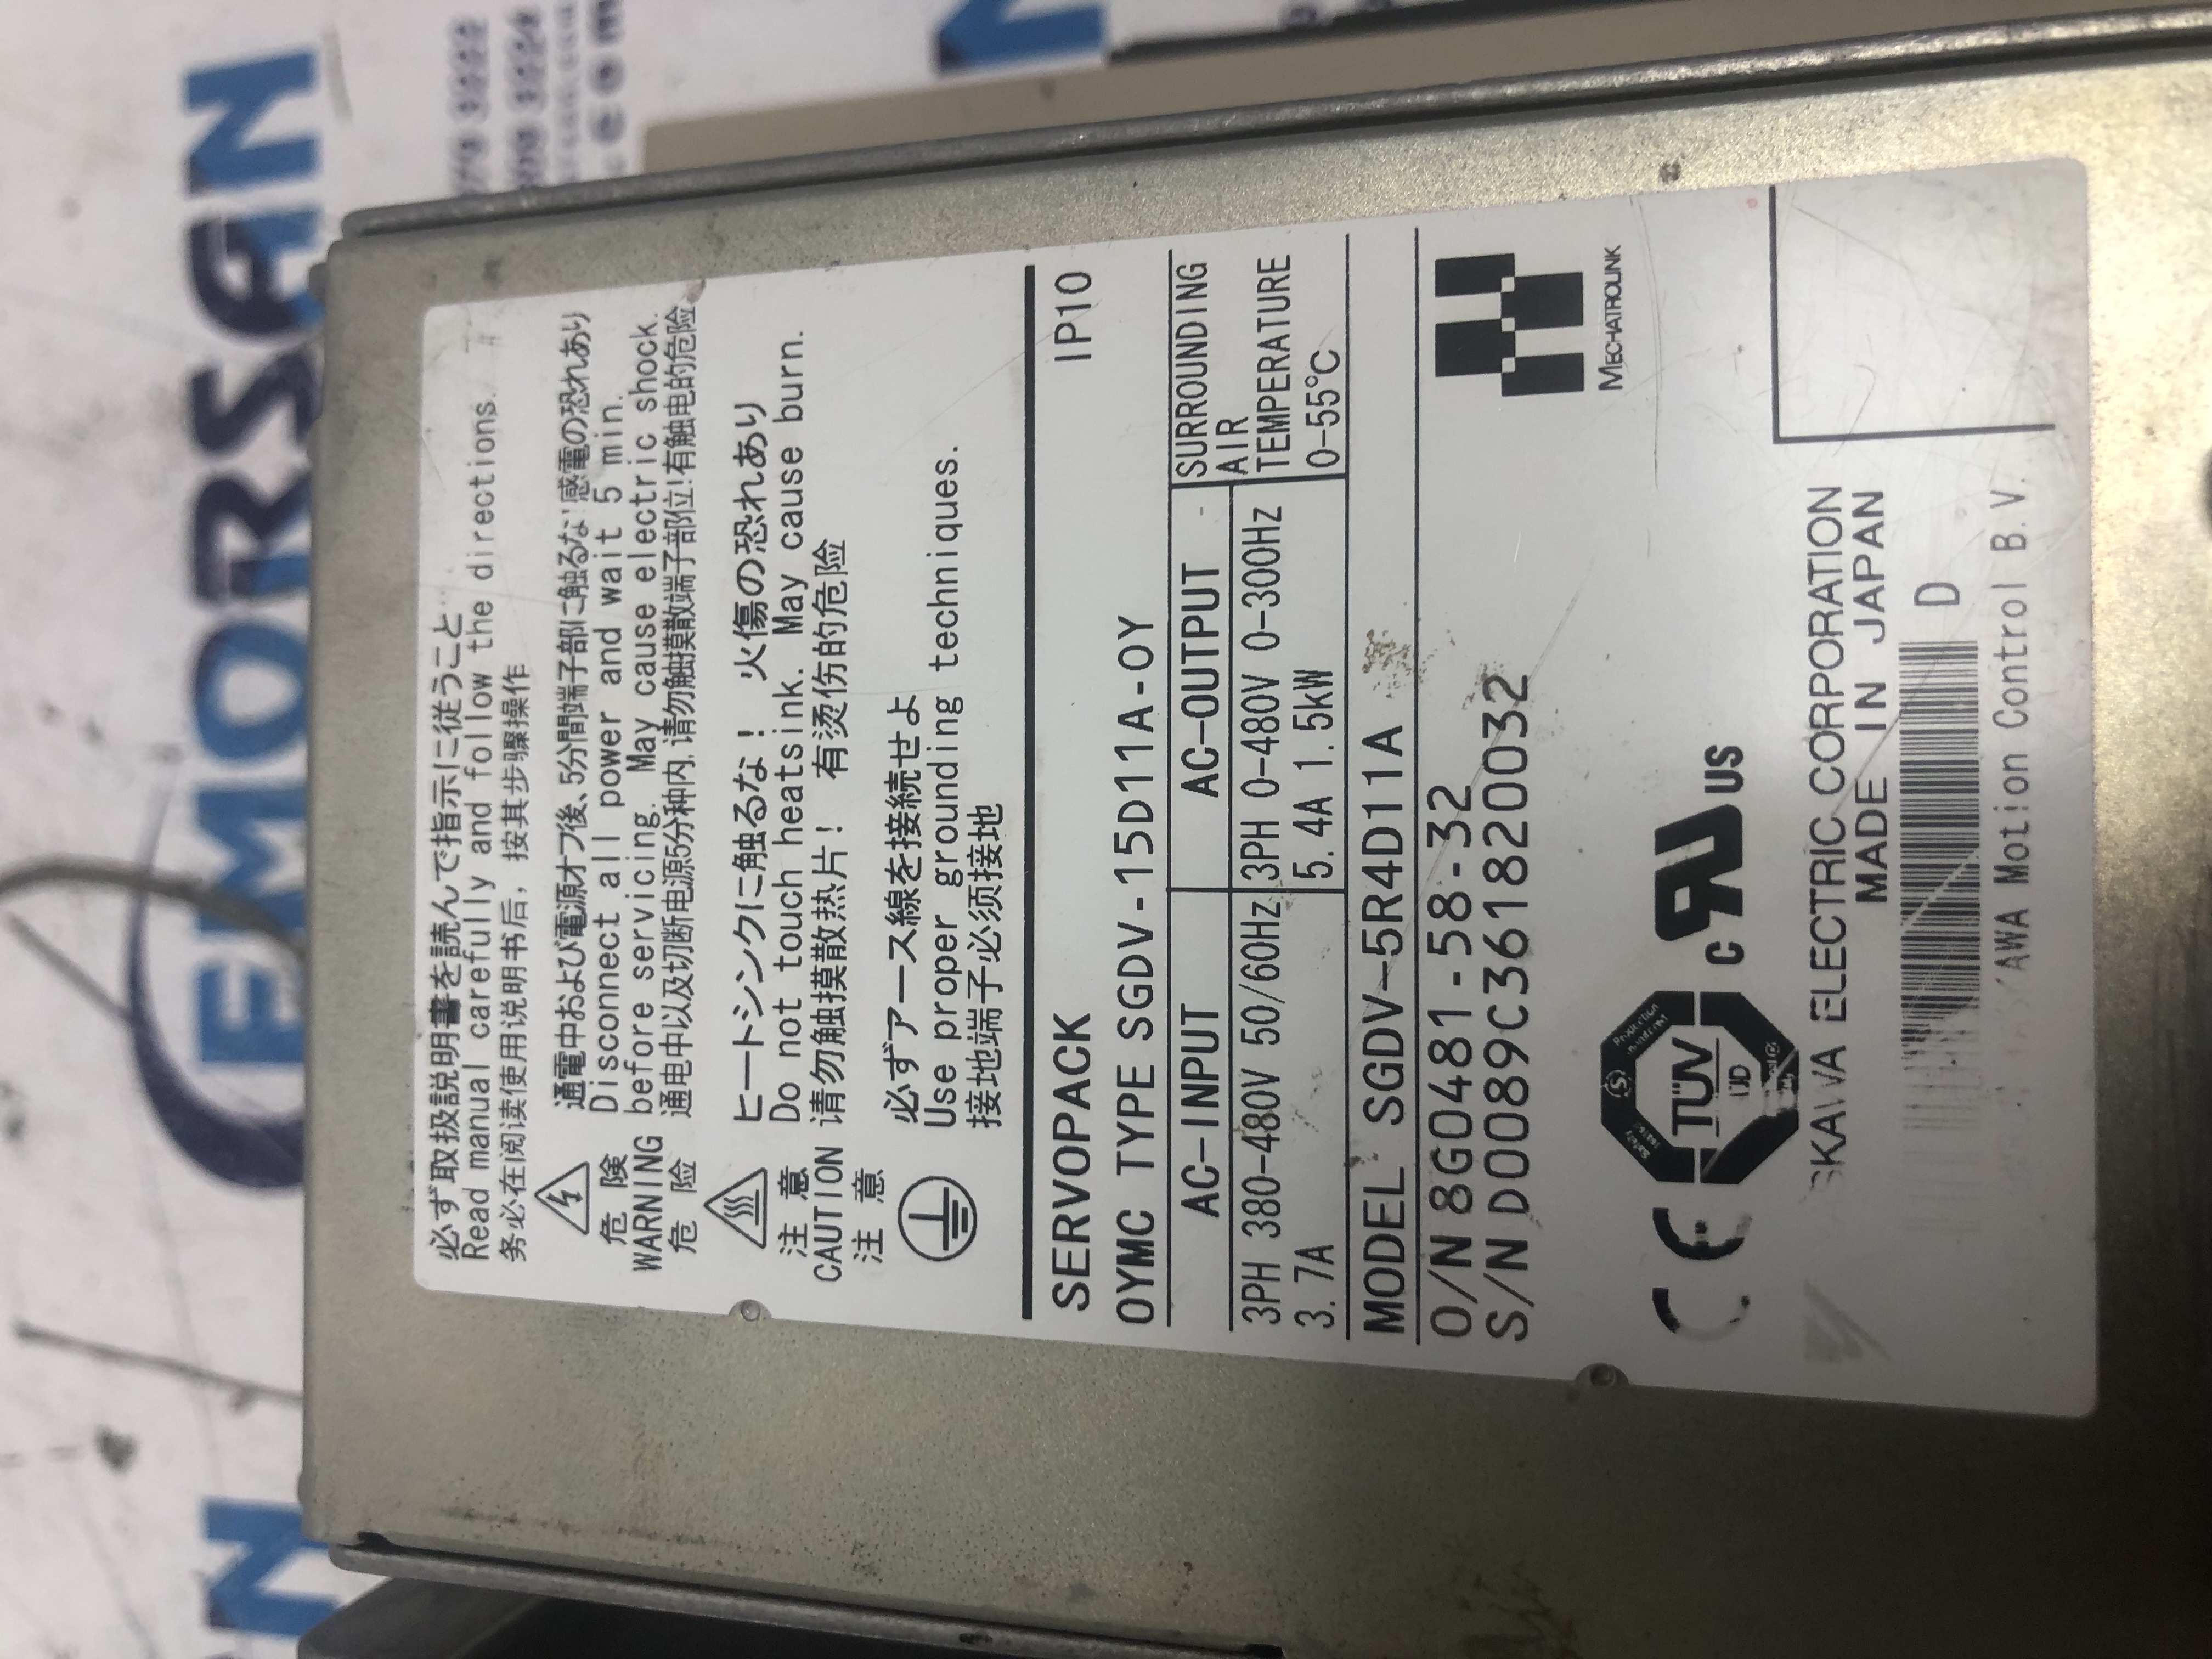 必ず取扱説明書を読んで指示に従うこと
Read manual carefully and follow the directions.
务必在阅读使用说明书后，按其步骤操作
危 険
WARNING
危 险
通電中および電源オフ後、5分間端子部に触るな!感電の恐れあり
Disconnect all power and wait 5 min.
before servicing. May cause electric shock.
通电中以及切断电源5分种内,请勿触摸散端子部位!有触电的危险
注 意
CAUTION
注 意
ヒートシンクに触るな! 火傷の恐れあり
Do not touch heatsink. May cause burn.
请勿触摸散热片! 有烫伤的危险
必ずアース線を接続せよ
Use proper grounding techniques.
接地端子必须接地
SERVOPACK IP10
OYMC TYPE SGDV-15D11A-OY
AC-INPUT AC-OUTPUT SURROUNDING
AIR
TEMPERATURE
0-55℃
3PH 380-480V 50/60Hz 3PH 0-480V 0-300Hz
3.7A 5.4A 1.5kW
MODEL SGDV-5R4D11A
O/N 8G0481-58-32
S/N D0089C361820032
CE TÜV c US
MECHATROLINK
SKAWA ELECTRIC CORPORATION
MADE IN JAPAN
D
AWA Motion Control B.V.
EMORSAN